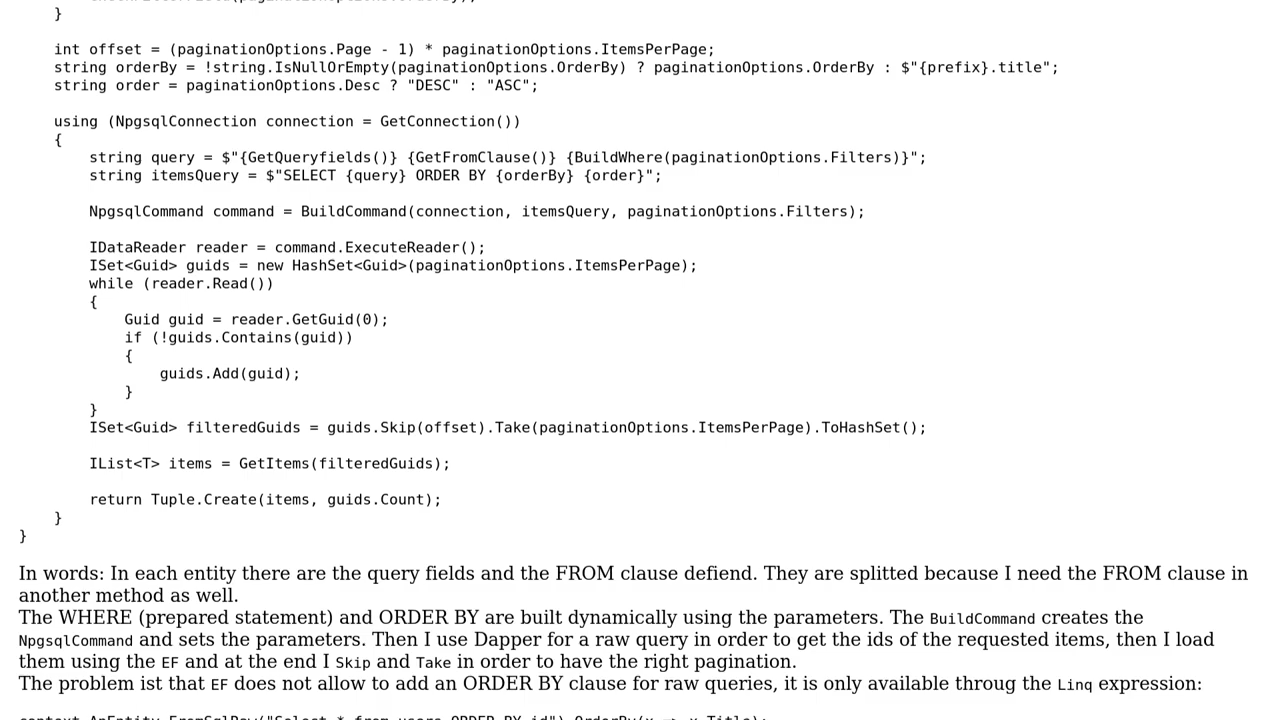 }
int offset = (paginationOptions.Page - 1) * paginationOptions.ItemsPerPage;
string orderBy = !string.IsNullOrEmpty(paginationOptions.OrderBy) ? paginationOptions.OrderBy : $"{prefix}.title";
string order = paginationOptions.Desc ? "DESC" : "ASC";
using (NpgsqlConnection connection = GetConnection())
{
string query = $"{GetQueryfields()} {GetFromClause()} {BuildWhere(paginationOptions.Filters)}";
string itemsQuery = $"SELECT {query} ORDER BY {orderBy} {order}";
NpgsqlCommand command = BuildCommand(connection, itemsQuery, paginationOptions.Filters);
IDataReader reader = command.ExecuteReader();
ISet<Guid> guids = new HashSet<Guid>(paginationOptions.ItemsPerPage);
while (reader.Read())
{
Guid guid = reader.GetGuid(0);
if (!guids.Contains(guid))
{
guids.Add(guid);
}
}
ISet<Guid> filteredGuids = guids.Skip(offset).Take(paginationOptions.ItemsPerPage).ToHashSet();
IList<T> items = GetItems(filteredGuids);
return Tuple.Create(items, guids.Count);
}
}
In words: In each entity there are the query fields and the FROM clause defiend. They are splitted because I need the FROM clause in
another method as well.
The WHERE (prepared statement) and ORDER BY are built dynamically using the parameters. The BuildCommand creates the
NpgsqlCommand and sets the parameters. Then I use Dapper for a raw query in order to get the ids of the requested items, then I load
them using the EF and at the end I Skip and Take in order to have the right pagination.
The problem ist that EF does not allow to add an ORDER BY clause for raw queries, it is only available throug the Linq expression: